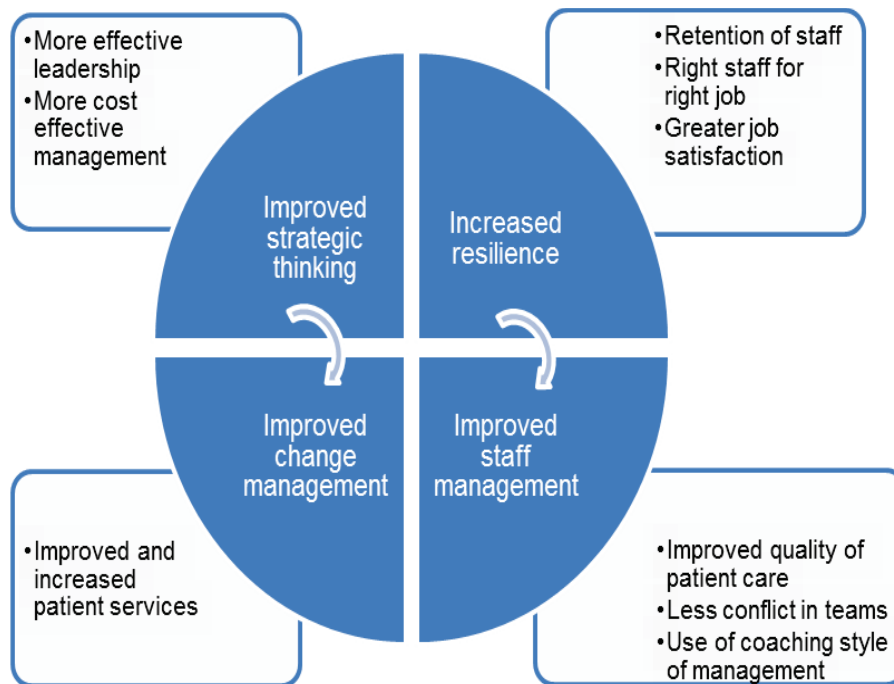 •More effective
leadership
•More cost
effective
management
•Retention of staff
•Right staff for
right job
•Greater job
satisfaction
Improved
strategic
thinking
Increased
resilience
Improved
change
management
Improved
staff
management
•Improved and
increased
patient services
•Improved quality of
patient care
•Less conflict in teams
•Use of coaching style
of management